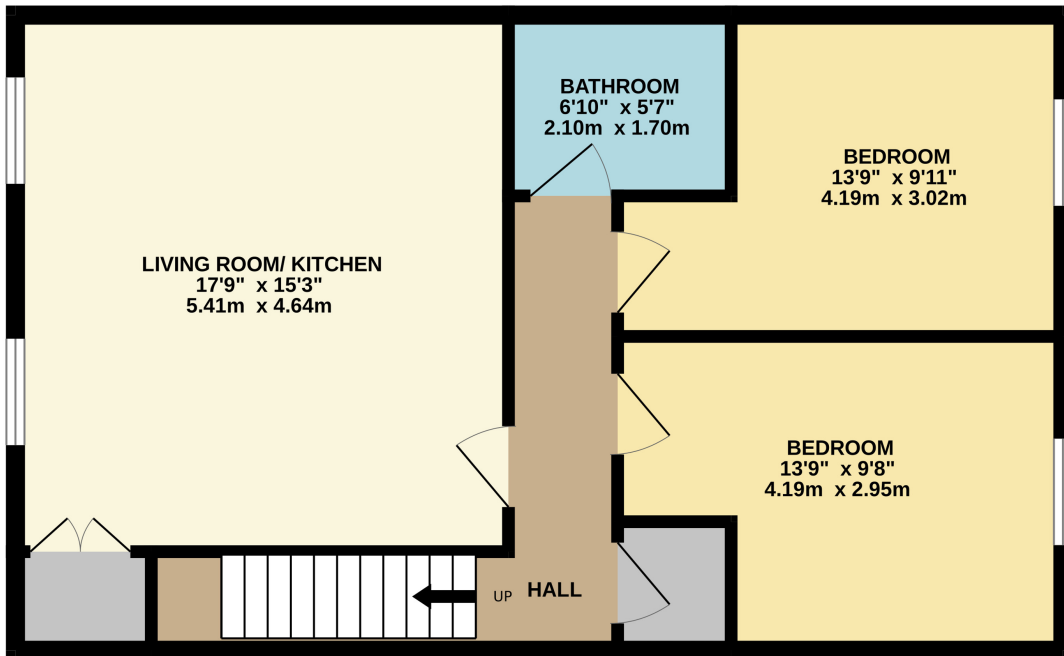 BATHROOM
6'10" x 5'7"
2.10m x 1.70m
BEDROOM
13'9" x 9'11"
4.19m x 3.02m
LIVING ROOM/ KITCHEN
17'9" x 15'3"
5.41m x 4.64m
BEDROOM
13'9" x 9'8"
4.19m x 2.95m
UP HALL